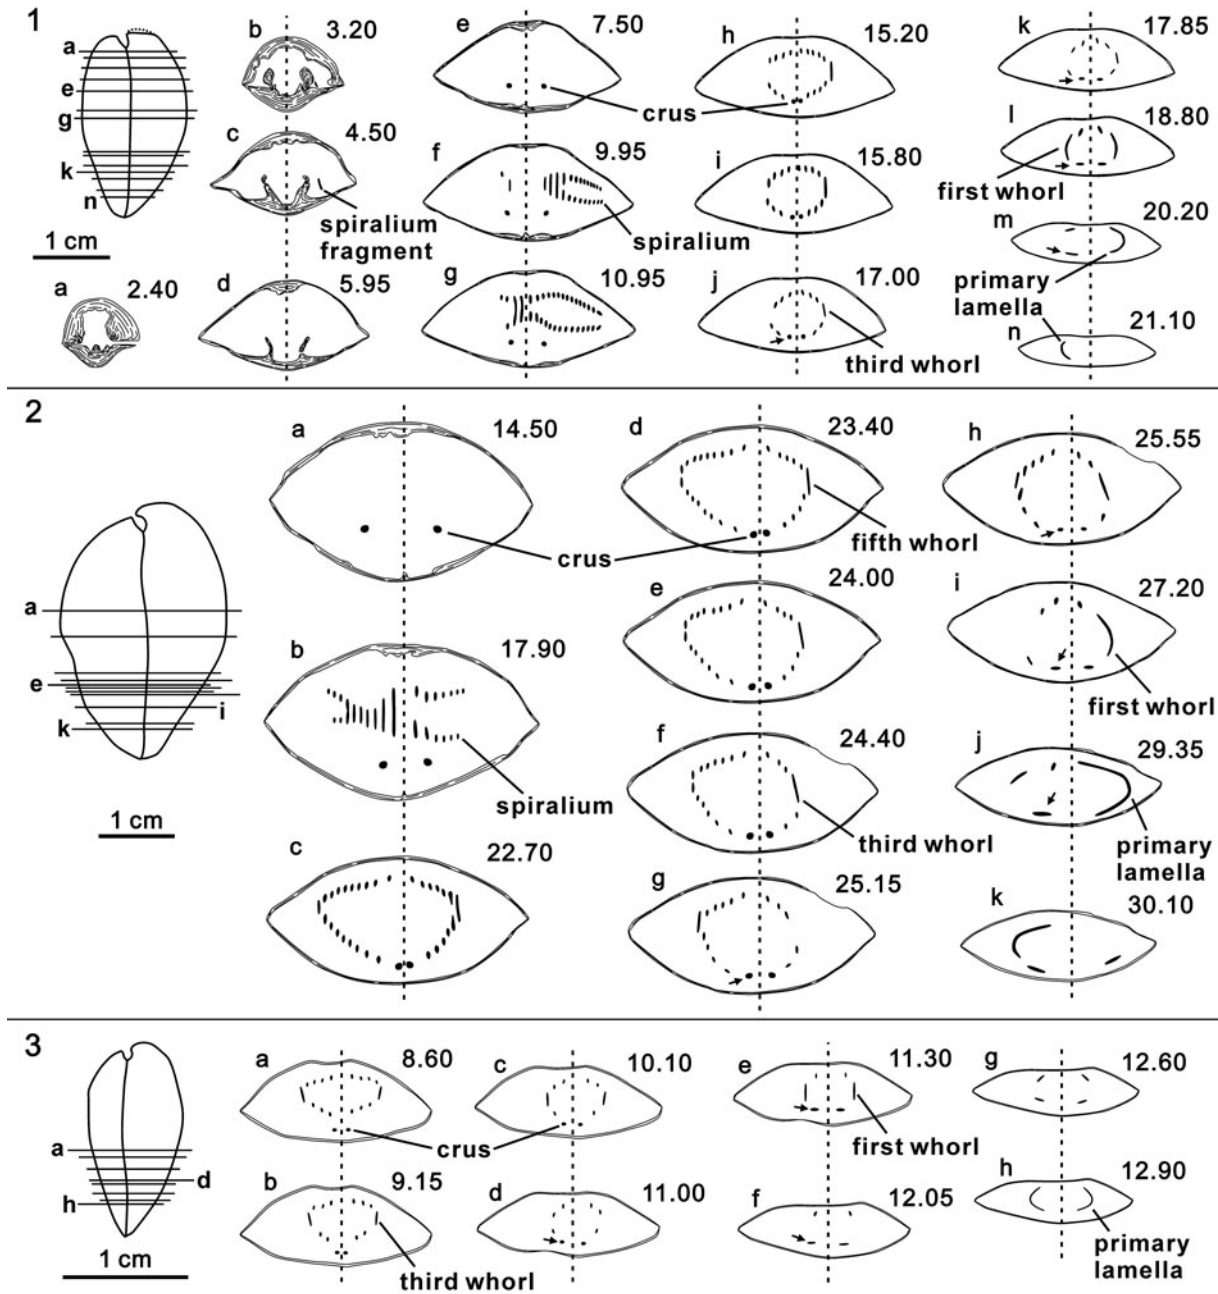 1
a
e
g
k
n
1 cm
a
2.40
b
3.20
c
4.50
spiralium
fragment
d
5.95
e
7.50
crus
f
9.95
spiralium
g
10.95
h
15.20
i
15.80
j
17.00
third whorl
k
17.85
l
18.80
first whorl
m
20.20
primary
lamella
n
21.10
2
a
e
i
k
1 cm
a
14.50
crus
b
17.90
spiralium
c
22.70
d
23.40
fifth whorl
e
24.00
f
24.40
third whorl
g
25.15
h
25.55
i
27.20
first whorl
j
29.35
primary
lamella
k
30.10
3
a
d
h
1 cm
a
8.60
crus
b
9.15
third whorl
c
10.10
d
11.00
e
11.30
first whorl
f
12.05
g
12.60
h
12.90
primary
lamella